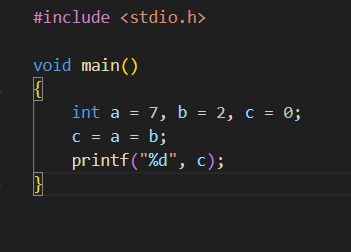 #include <stdio.h>
void main()
{
    int a = 7, b = 2, c = 0;
    c = a = b;
    printf("%d", c);
}